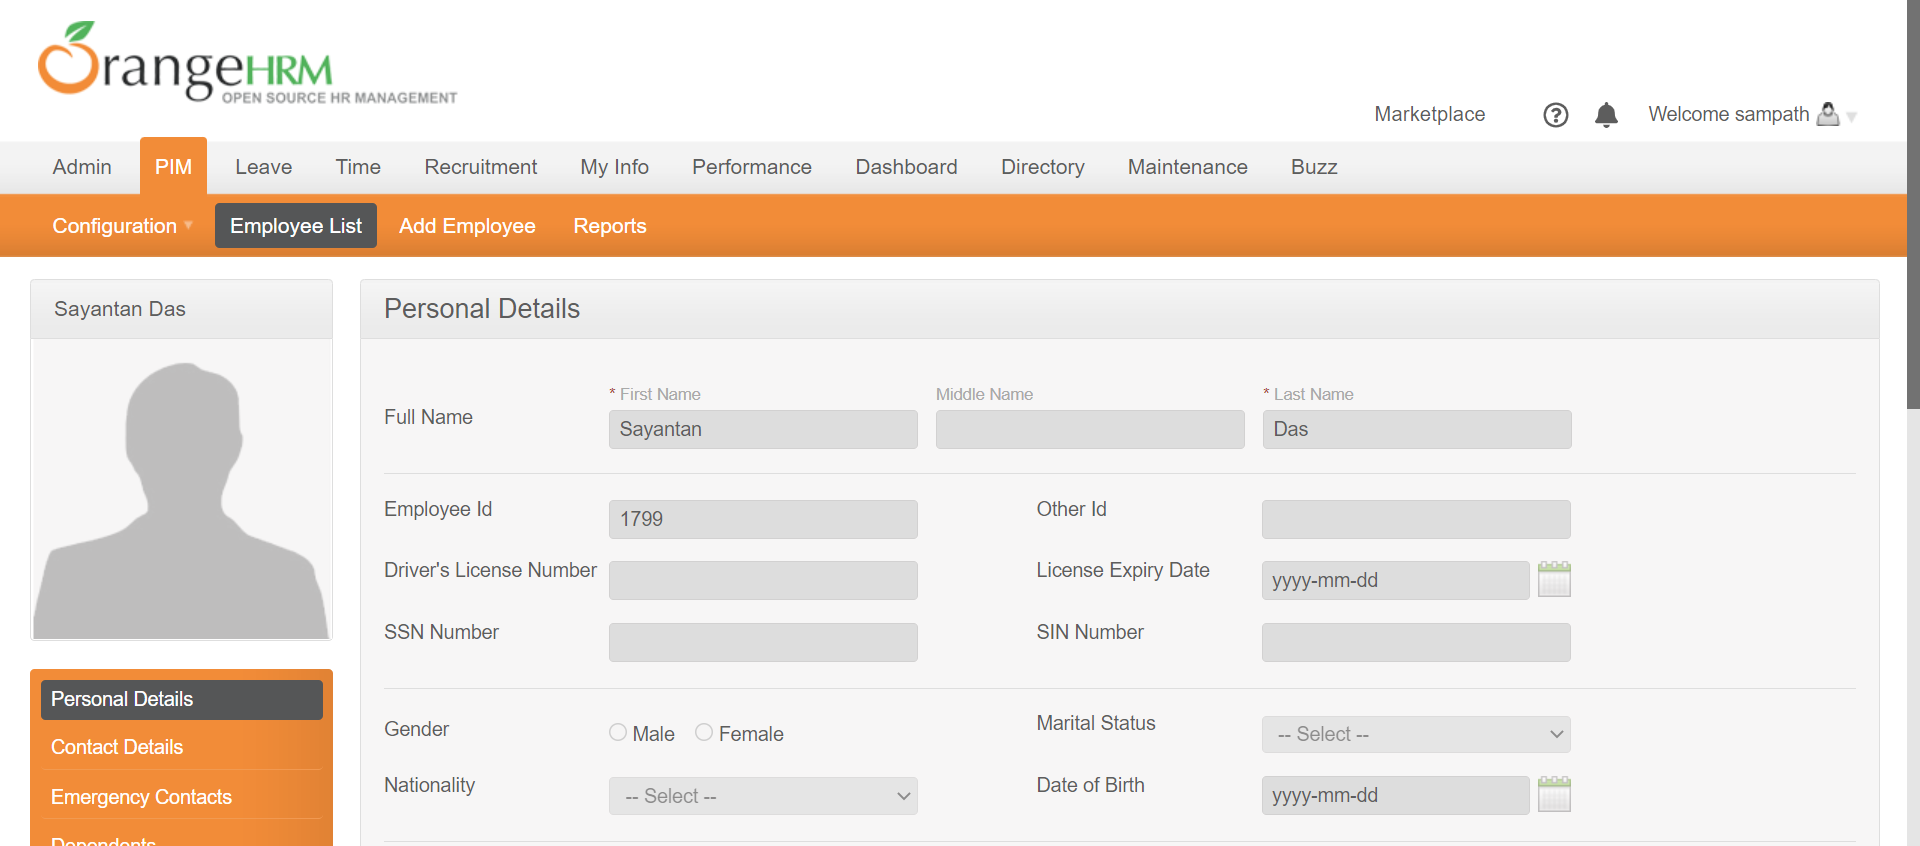 OrangeHRM
OPEN SOURCE HR MANAGEMENT
Marketplace ? Welcome sampath
Admin PIM Leave Time Recruitment My Info Performance Dashboard Directory Maintenance Buzz
Configuration Employee List Add Employee Reports
Sayantan Das
Personal Details
* First Name Middle Name * Last Name
Full Name Sayantan Das
Employee Id 1799 Other Id
Driver's License Number License Expiry Date yyyy-mm-dd
SSN Number SIN Number
Gender Male Female Marital Status -- Select --
Nationality -- Select -- Date of Birth yyyy-mm-dd
Personal Details
Contact Details
Emergency Contacts
Dependents